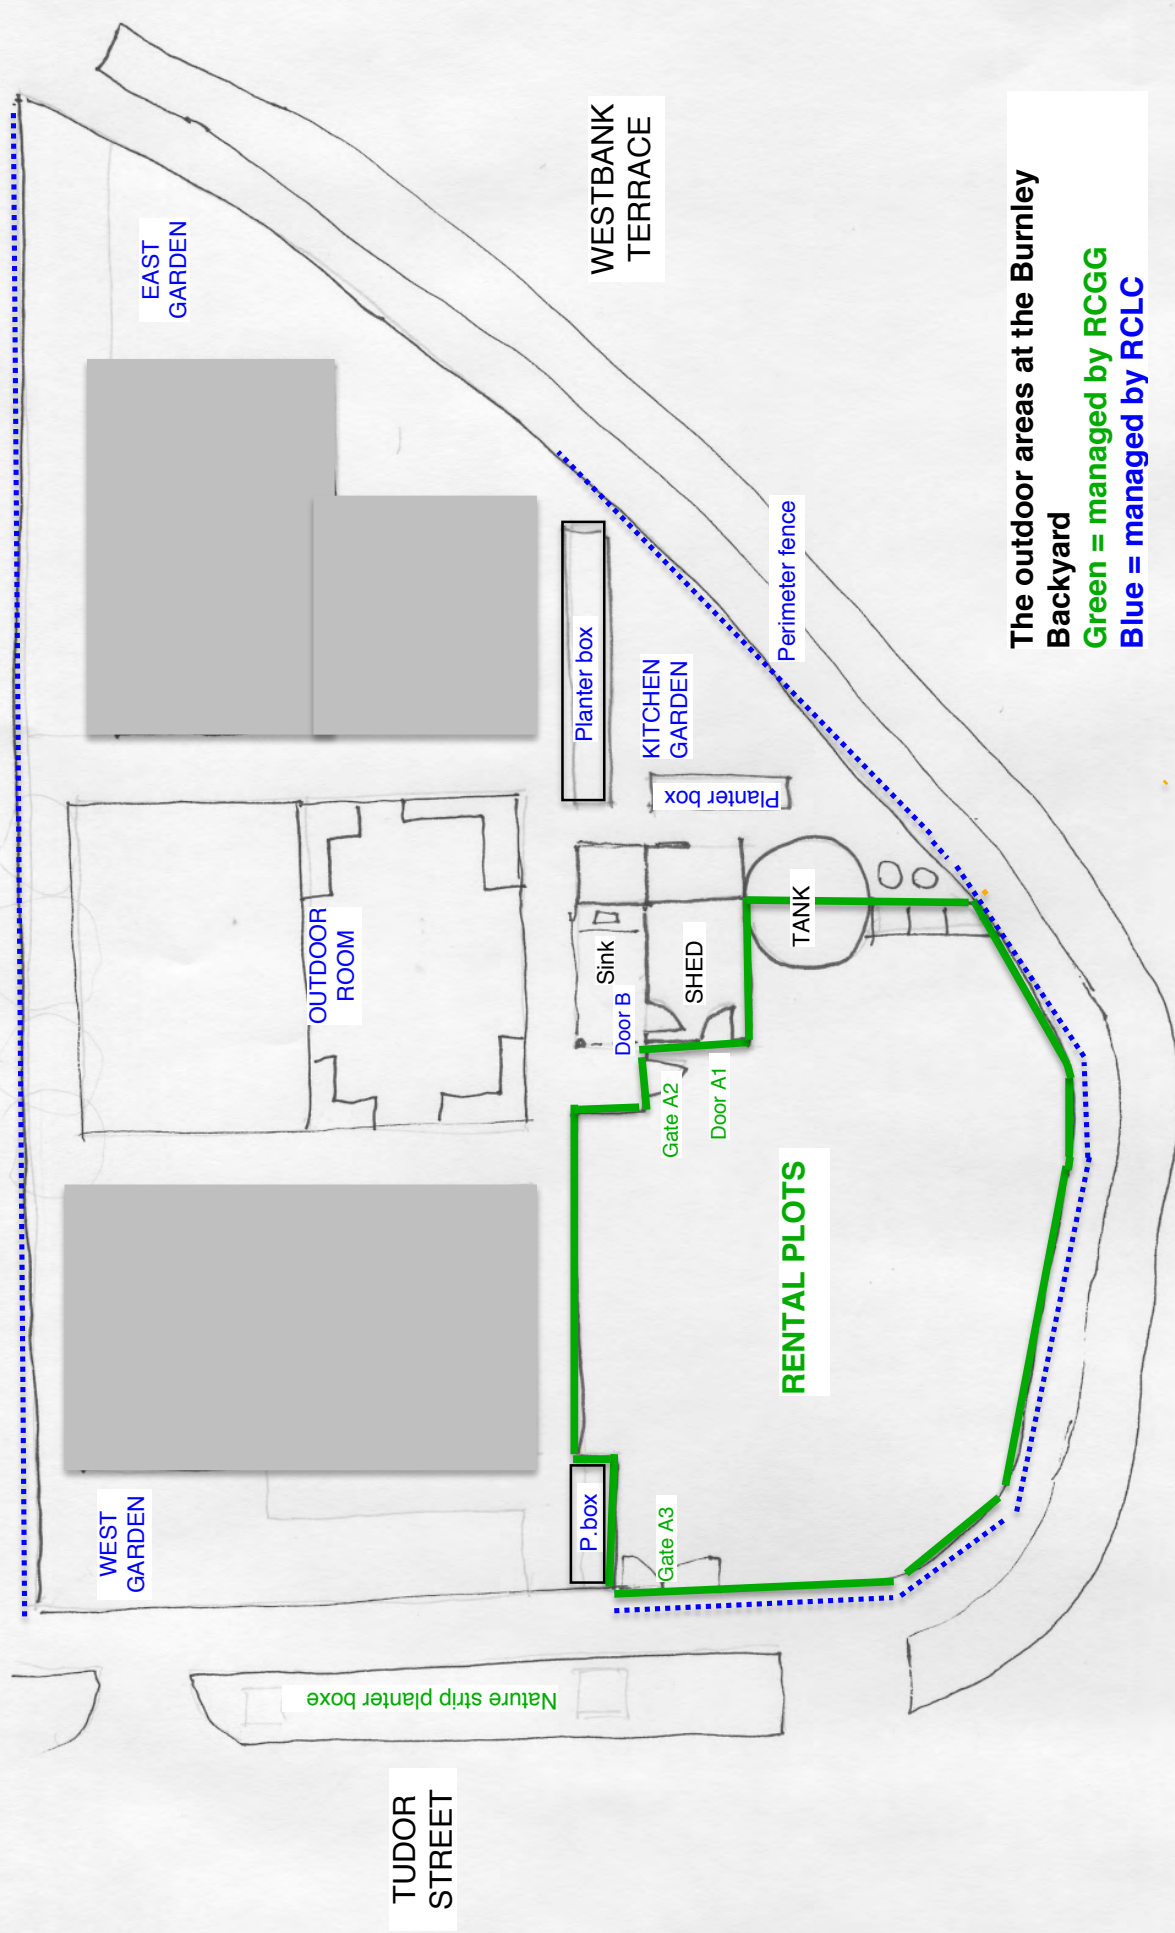 WEST
GARDEN
EAST
GARDEN
OUTDOOR
ROOM
TUDOR
STREET
Nature strip planter boxe
P.box
Planter box
Sink
Door B
KITCHEN
GARDEN
Planter box
SHED
Gate A3
Gate A2
Door A1
WESTBANK
TERRACE
RENTAL PLOTS
TANK
Perimeter fence
The outdoor areas at the Burnley
Backyard
Green = managed by RCGG
Blue = managed by RCLC